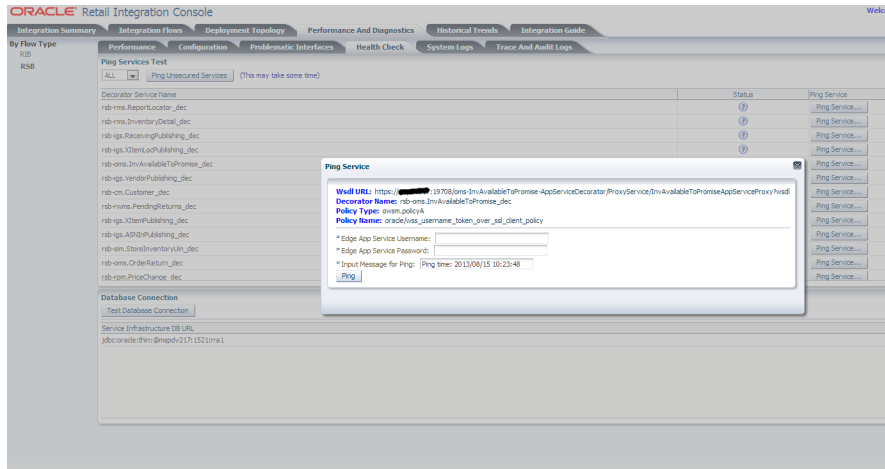 ORACLE Retail Integration Console
Welc
Integration Summary Integration Flows Deployment Topology Performance And Diagnostics Historical Trends Integration Guide
By Flow Type
RIB
RSB
Performance Configuration Problematic Interfaces Health Check System Logs Trace And Audit Logs
Ping Services Test
ALL Ping Unsecured Services (This may take some time)
Decorator Serivce Name Status Ping Service
rsb-rms.ReportLocator_dec Ping Service...
rsb-rms.InventoryDetail_dec Ping Service...
rsb-igs.ReceivingPublishing_dec Ping Service...
rsb-igs.XItemLocPublishing_dec Ping Service...
rsb-oms.InvAvailableToPromise_dec Ping Service...
rsb-igs.VendorPublishing_dec Ping Service...
rsb-cm.Customer_dec Ping Service...
rsb-rwms.PendingReturns_dec Ping Service...
rsb-igs.XItemPublishing_dec Ping Service...
rsb-igs.ASNInPublishing_dec Ping Service...
rsb-sim.StoreInventoryUin_dec Ping Service...
rsb-oms.OrderReturn_dec Ping Service...
rsb-rpm.PriceChange_dec Ping Service...
Ping Service
Wsdl URL: https:// :19708/oms-InvAvailableToPromise-AppServiceDecorator/ProxyService/InvAvailableToPromiseAppServiceProxy?wsdl
Decorator Name: rsb-oms.InvAvailableToPromise_dec
Policy Type: owsm.policyA
Policy Name: oracle/wss_username_token_over_ssl_client_policy
* Edge App Service Username:
* Edge App Service Password:
* Input Message for Ping: Ping time: 2013/08/15 10:23:48
Ping
Database Connection
Test Database Connection
Service Infrastructure DB URL
jdbc:oracle:thin:@mspdv217:1521:rra1